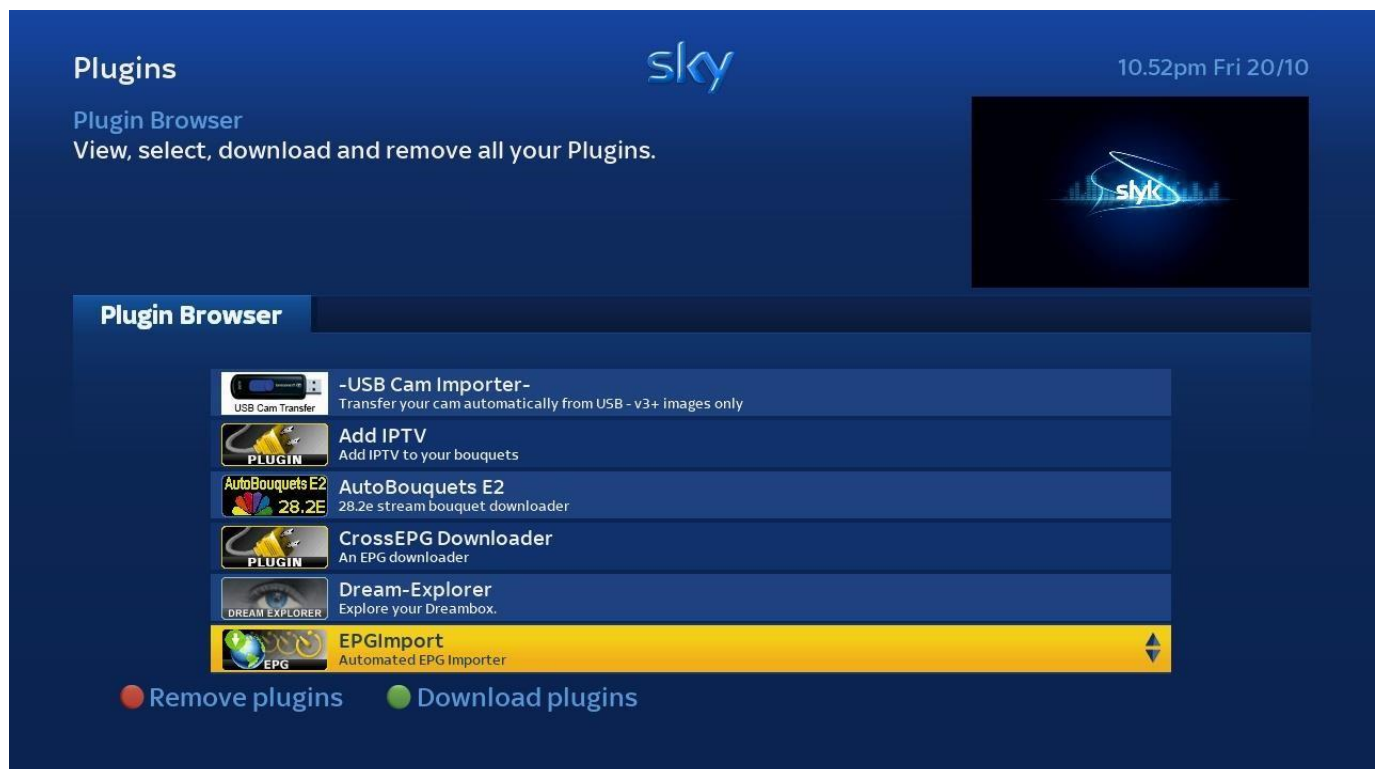 Plugins
sky
10.52pm Fri 20/10
Plugin Browser
View, select, download and remove all your Plugins.
slyk
Plugin Browser
USB Cam Transfer
-USB Cam Importer-
Transfer your cam automatically from USB - v3+ images only
PLUGIN
Add IPTV
Add IPTV to your bouquets
AutoBouquets E2
28.2E
AutoBouquets E2
28.2e stream bouquet downloader
PLUGIN
CrossEPG Downloader
An EPG downloader
DREAM EXPLORER
Dream-Explorer
Explore your Dreambox.
EPG
EPGImport
Automated EPG Importer
Remove plugins
Download plugins